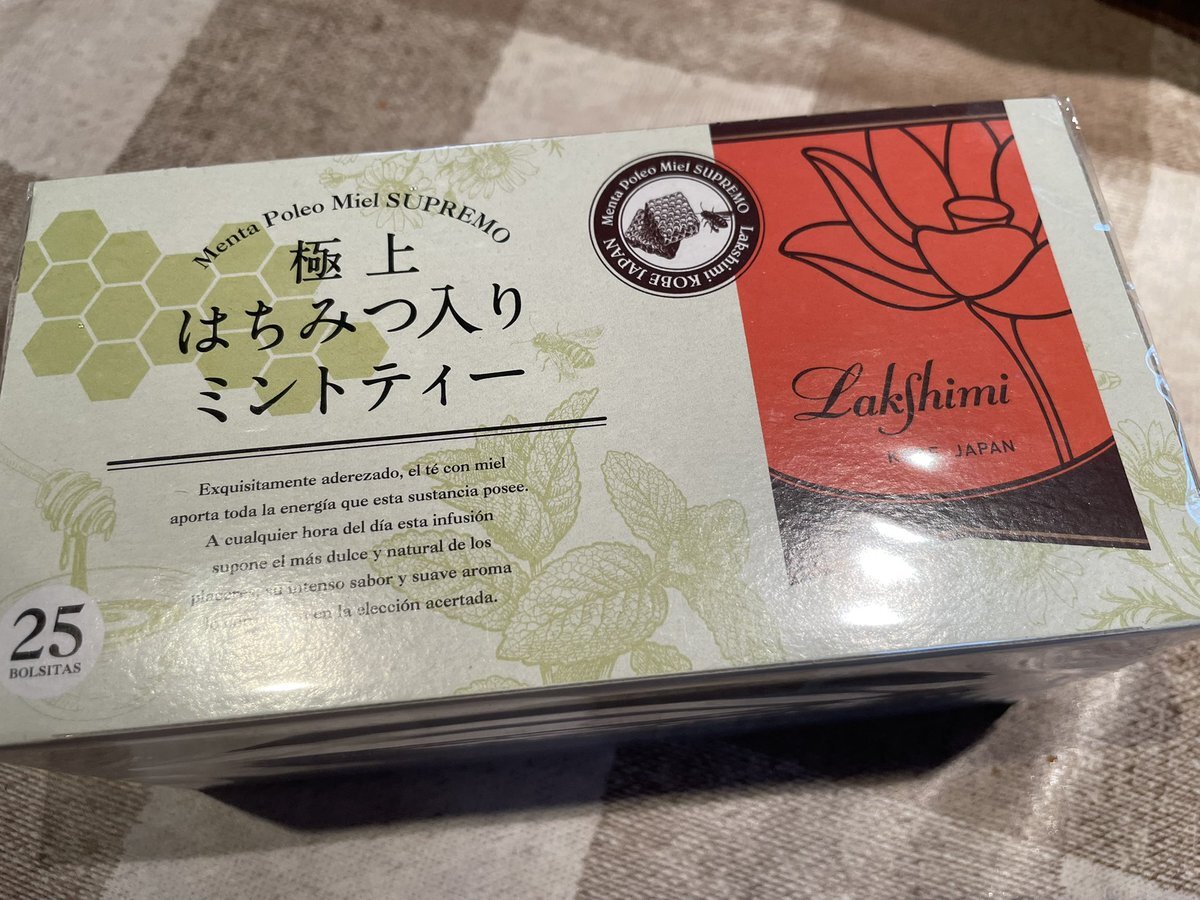 Menta Poleo Miel SUPREMO
極上
はちみつ入り
ミントティー
Exquisitamente aderezado, el té con miel
aporta toda la energía que esta sustancia posee.
A cualquier hora del día esta infusión
supone el más dulce y natural de los
su intenso sabor y suave aroma
en la elección acertada.
25
BOLSITAS
Menta Poleo Miel SUPREMO
Lakshimi KOBE JAPAN
Lakshimi
JAPAN